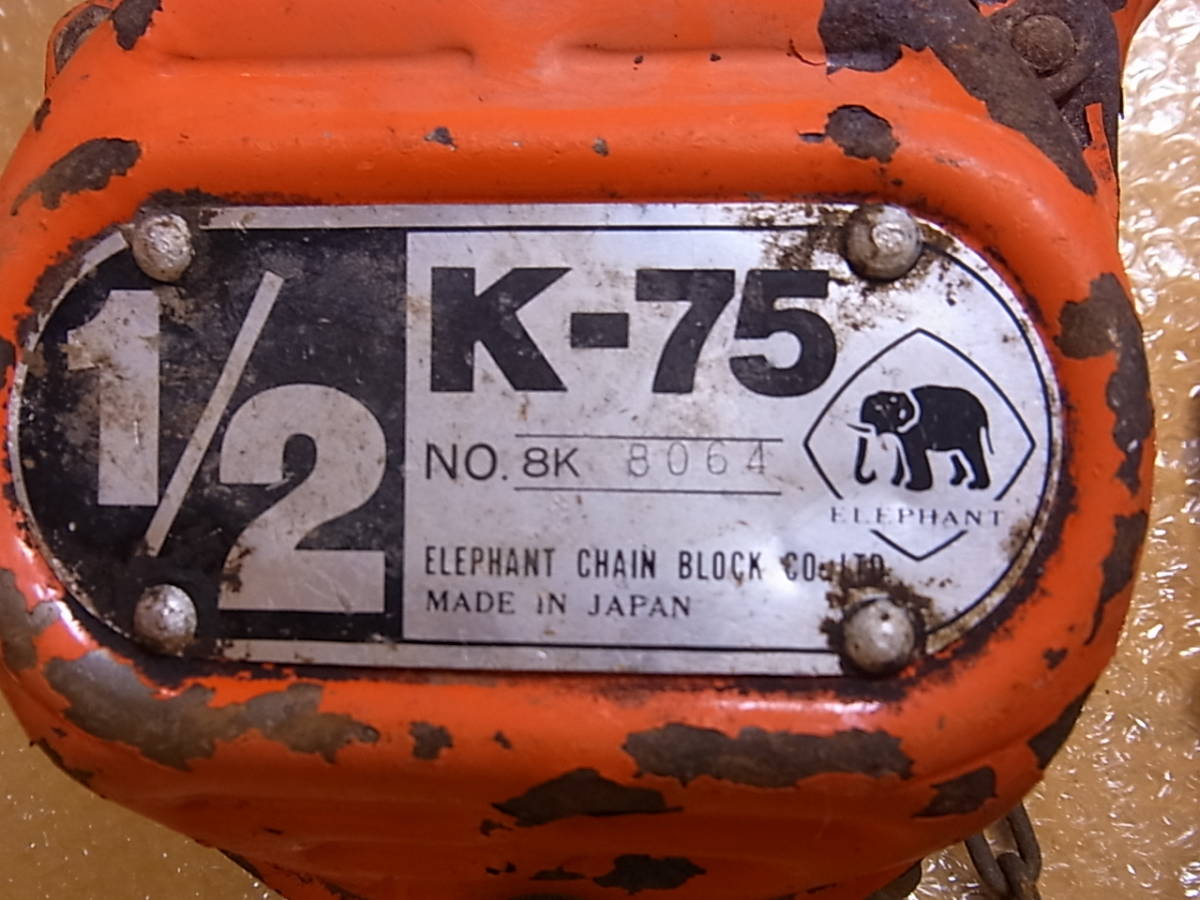 1/2
K-75
NO. 8K 8064
ELEPHANT
ELEPHANT CHAIN BLOCK CO., LTD.
MADE IN JAPAN